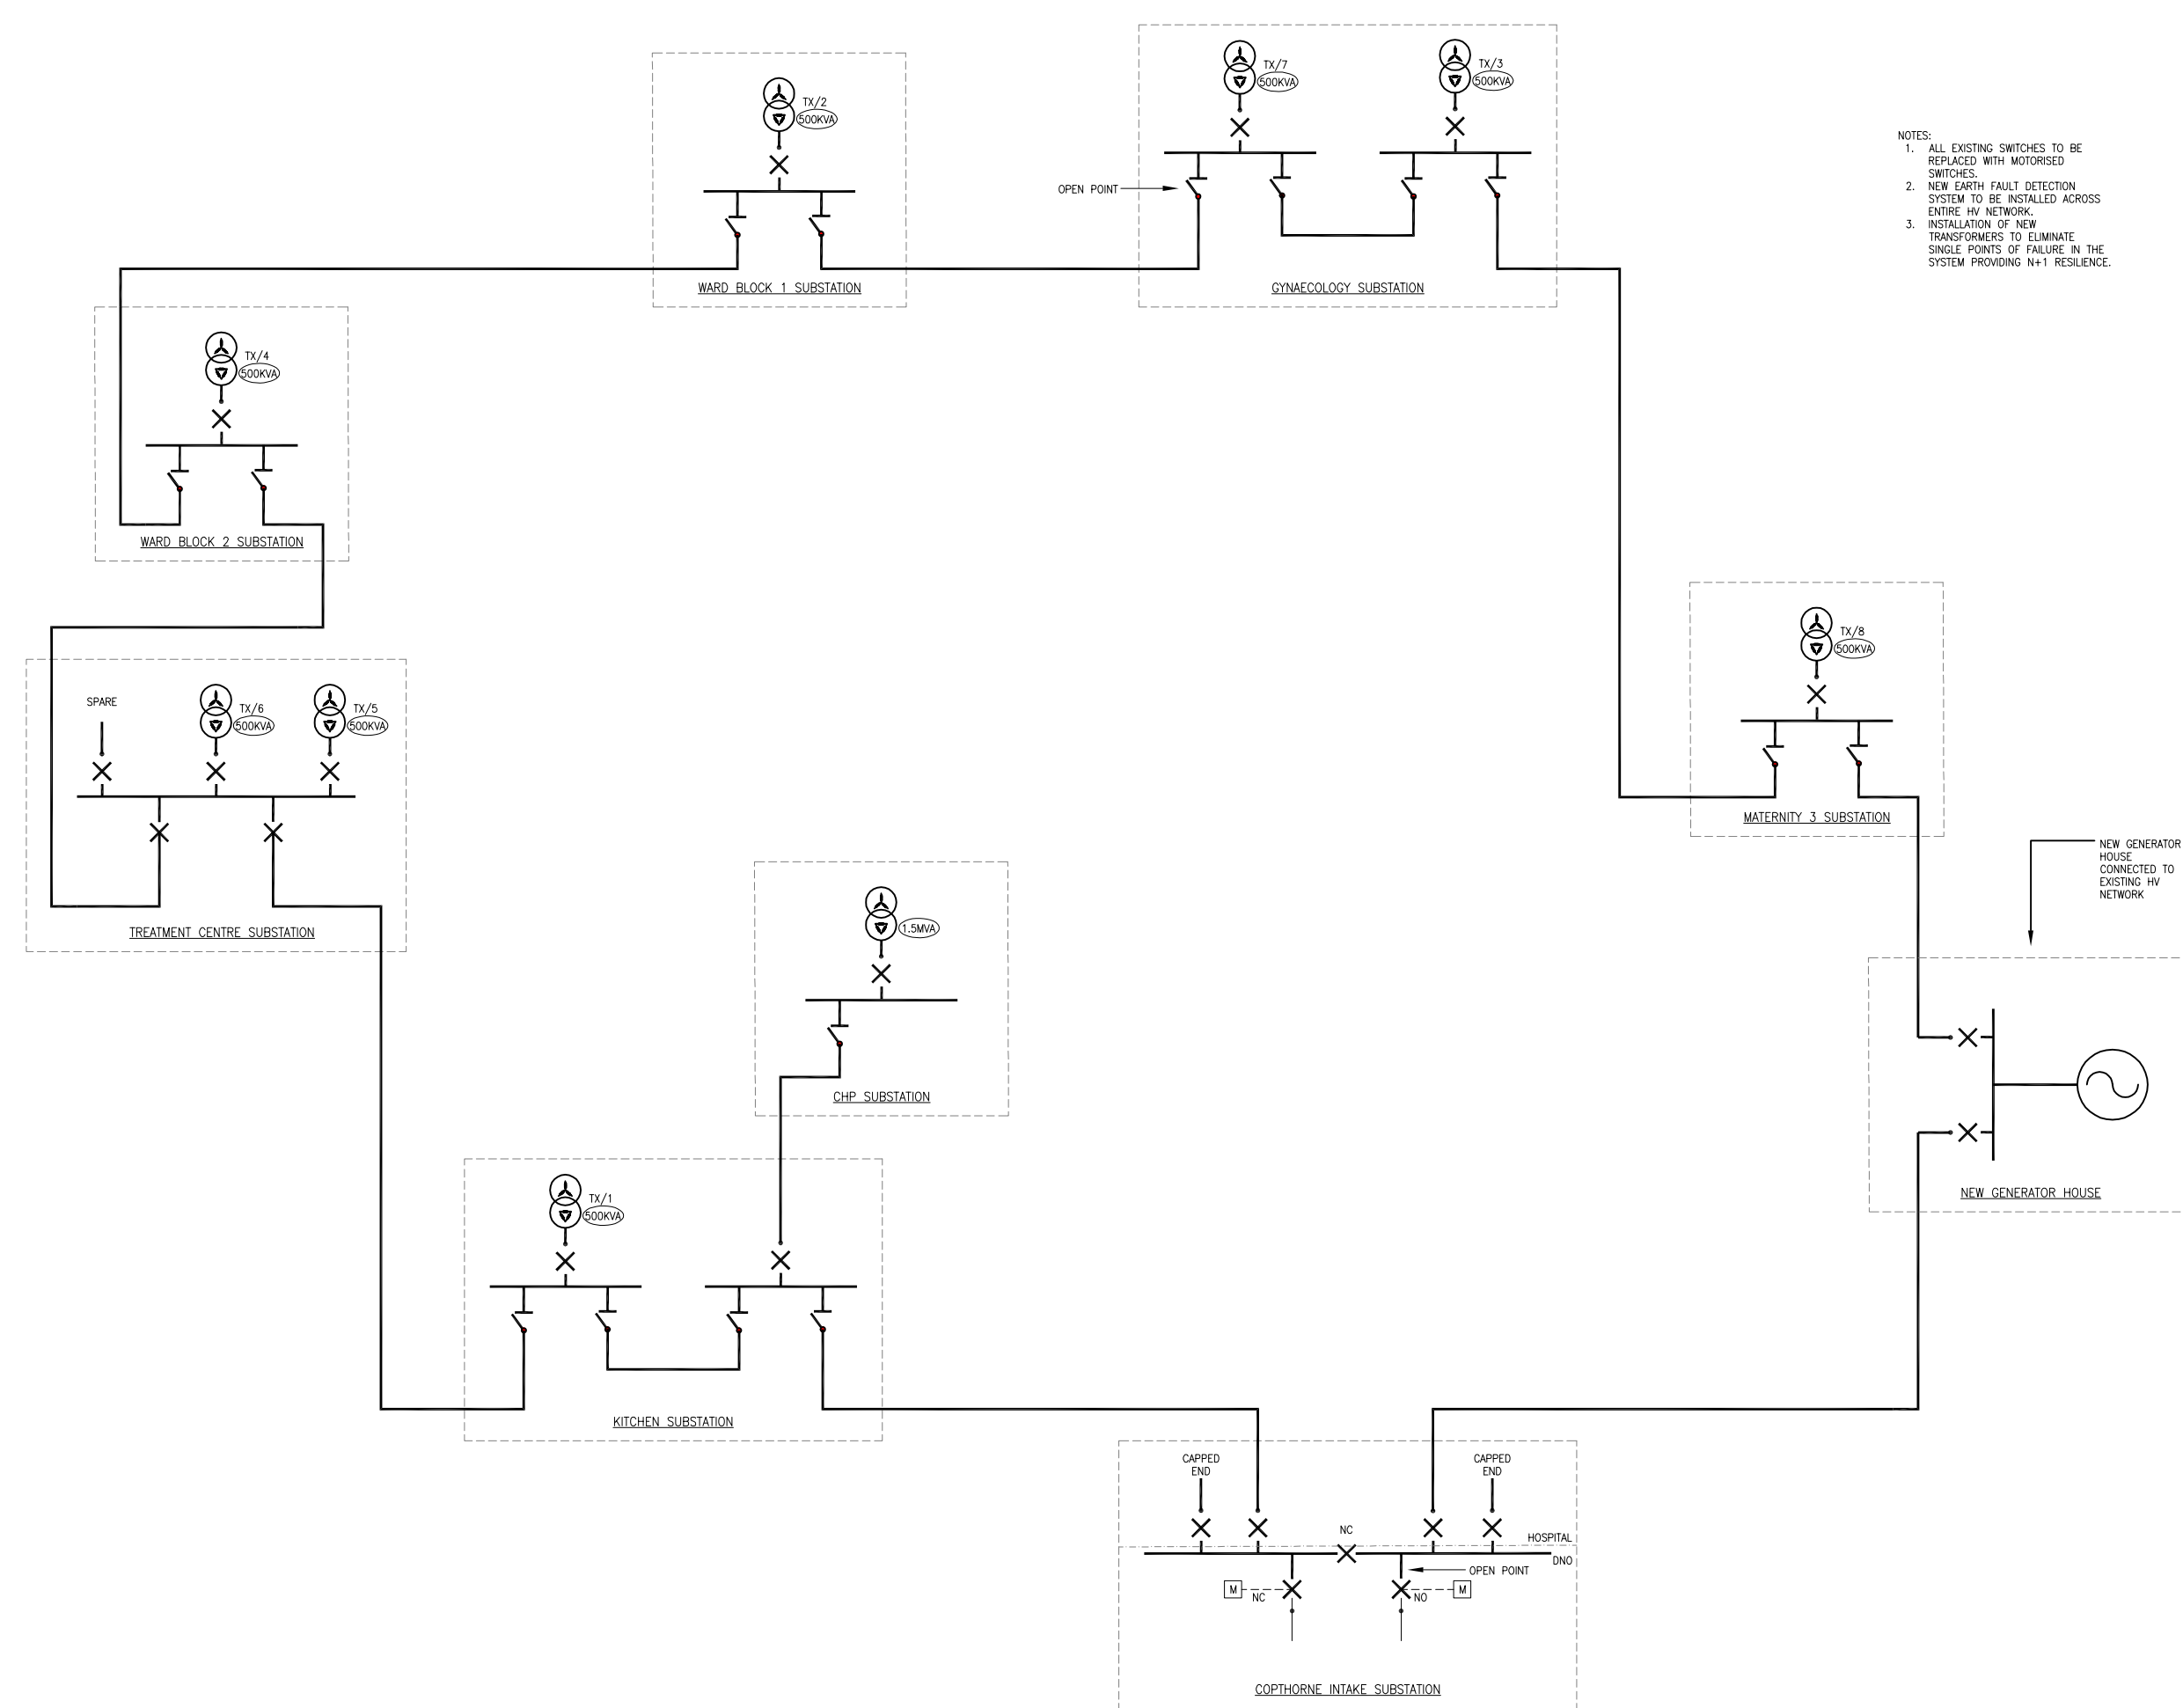 TX/7
500KVA
TX/3
500KVA
TX/2
500KVA
NOTES:
1. ALL EXISTING SWITCHES TO BE
REPLACED WITH MOTORISED
SWITCHES.
2. NEW EARTH FAULT DETECTION
SYSTEM TO BE INSTALLED ACROSS
ENTIRE HV NETWORK.
3. INSTALLATION OF NEW
TRANSFORMERS TO ELIMINATE
SINGLE POINTS OF FAILURE IN THE
SYSTEM PROVIDING N+1 RESILIENCE.
OPEN POINT
WARD BLOCK 1 SUBSTATION
GYNAECOLOGY SUBSTATION
TX/4
500KVA
WARD BLOCK 2 SUBSTATION
TX/8
500KVA
MATERNITY 3 SUBSTATION
SPARE
TX/6
500KVA
TX/5
500KVA
TREATMENT CENTRE SUBSTATION
NEW GENERATOR
HOUSE
CONNECTED TO
EXISTING HV
NETWORK
1.5MVA
CHP SUBSTATION
NEW GENERATOR HOUSE
TX/1
500KVA
KITCHEN SUBSTATION
CAPPED
END
CAPPED
END
NC
HOSPITAL
DNO
OPEN POINT
M
NC
NO
M
COPTHORNE INTAKE SUBSTATION